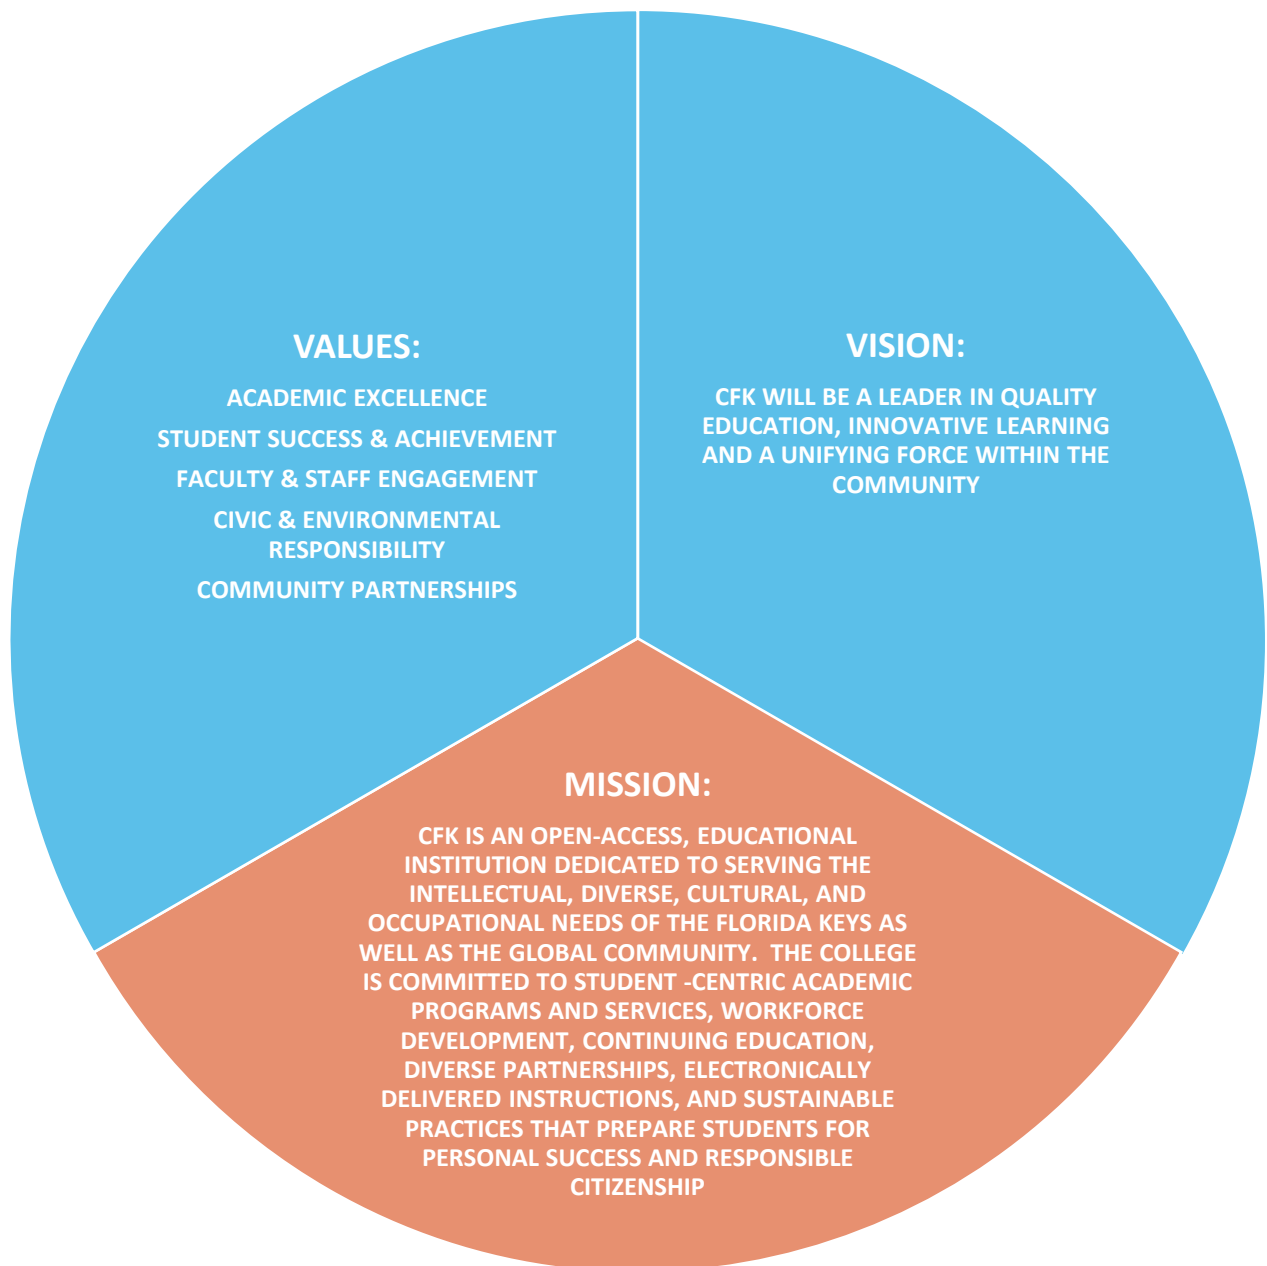 VALUES:
ACADEMIC EXCELLENCE
STUDENT SUCCESS & ACHIEVEMENT
FACULTY & STAFF ENGAGEMENT
CIVIC & ENVIRONMENTAL
RESPONSIBILITY
COMMUNITY PARTNERSHIPS
VISION:
CFK WILL BE A LEADER IN QUALITY
EDUCATION, INNOVATIVE LEARNING
AND A UNIFYING FORCE WITHIN THE
COMMUNITY
MISSION:
CFK IS AN OPEN-ACCESS, EDUCATIONAL
INSTITUTION DEDICATED TO SERVING THE
INTELLECTUAL, DIVERSE, CULTURAL, AND
OCCUPATIONAL NEEDS OF THE FLORIDA KEYS AS
WELL AS THE GLOBAL COMMUNITY.  THE COLLEGE
IS COMMITTED TO STUDENT -CENTRIC ACADEMIC
PROGRAMS AND SERVICES, WORKFORCE
DEVELOPMENT, CONTINUING EDUCATION,
DIVERSE PARTNERSHIPS, ELECTRONICALLY
DELIVERED INSTRUCTIONS, AND SUSTAINABLE
PRACTICES THAT PREPARE STUDENTS FOR
PERSONAL SUCCESS AND RESPONSIBLE
CITIZENSHIP